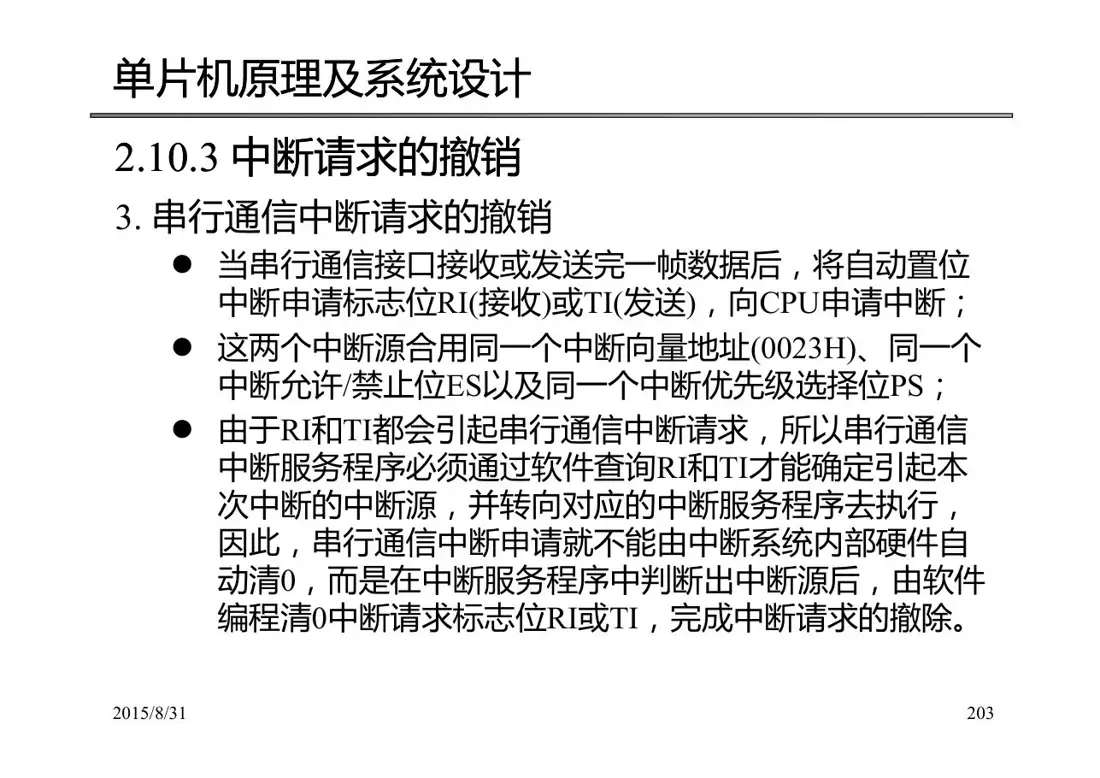 单片机原理及系统设计
2.10.3 中断请求的撤销
3. 串行通信中断请求的撤销
● 当串行通信接口接收或发送完一帧数据后，将自动置位
中断申请标志位RI(接收)或TI(发送)，向CPU申请中断；
● 这两个中断源合用同一个中断向量地址(0023H)、同一个
中断允许/禁止位ES以及同一个中断优先级选择位PS；
● 由于RI和TI都会引起串行通信中断请求，所以串行通信
中断服务程序必须通过软件查询RI和TI才能确定引起本
次中断的中断源，并转向对应的中断服务程序去执行，
因此，串行通信中断申请就不能由中断系统内部硬件自
动清0，而是在中断服务程序中判断出中断源后，由软件
编程清0中断请求标志位RI或TI，完成中断请求的撤除。
2015/8/31
203